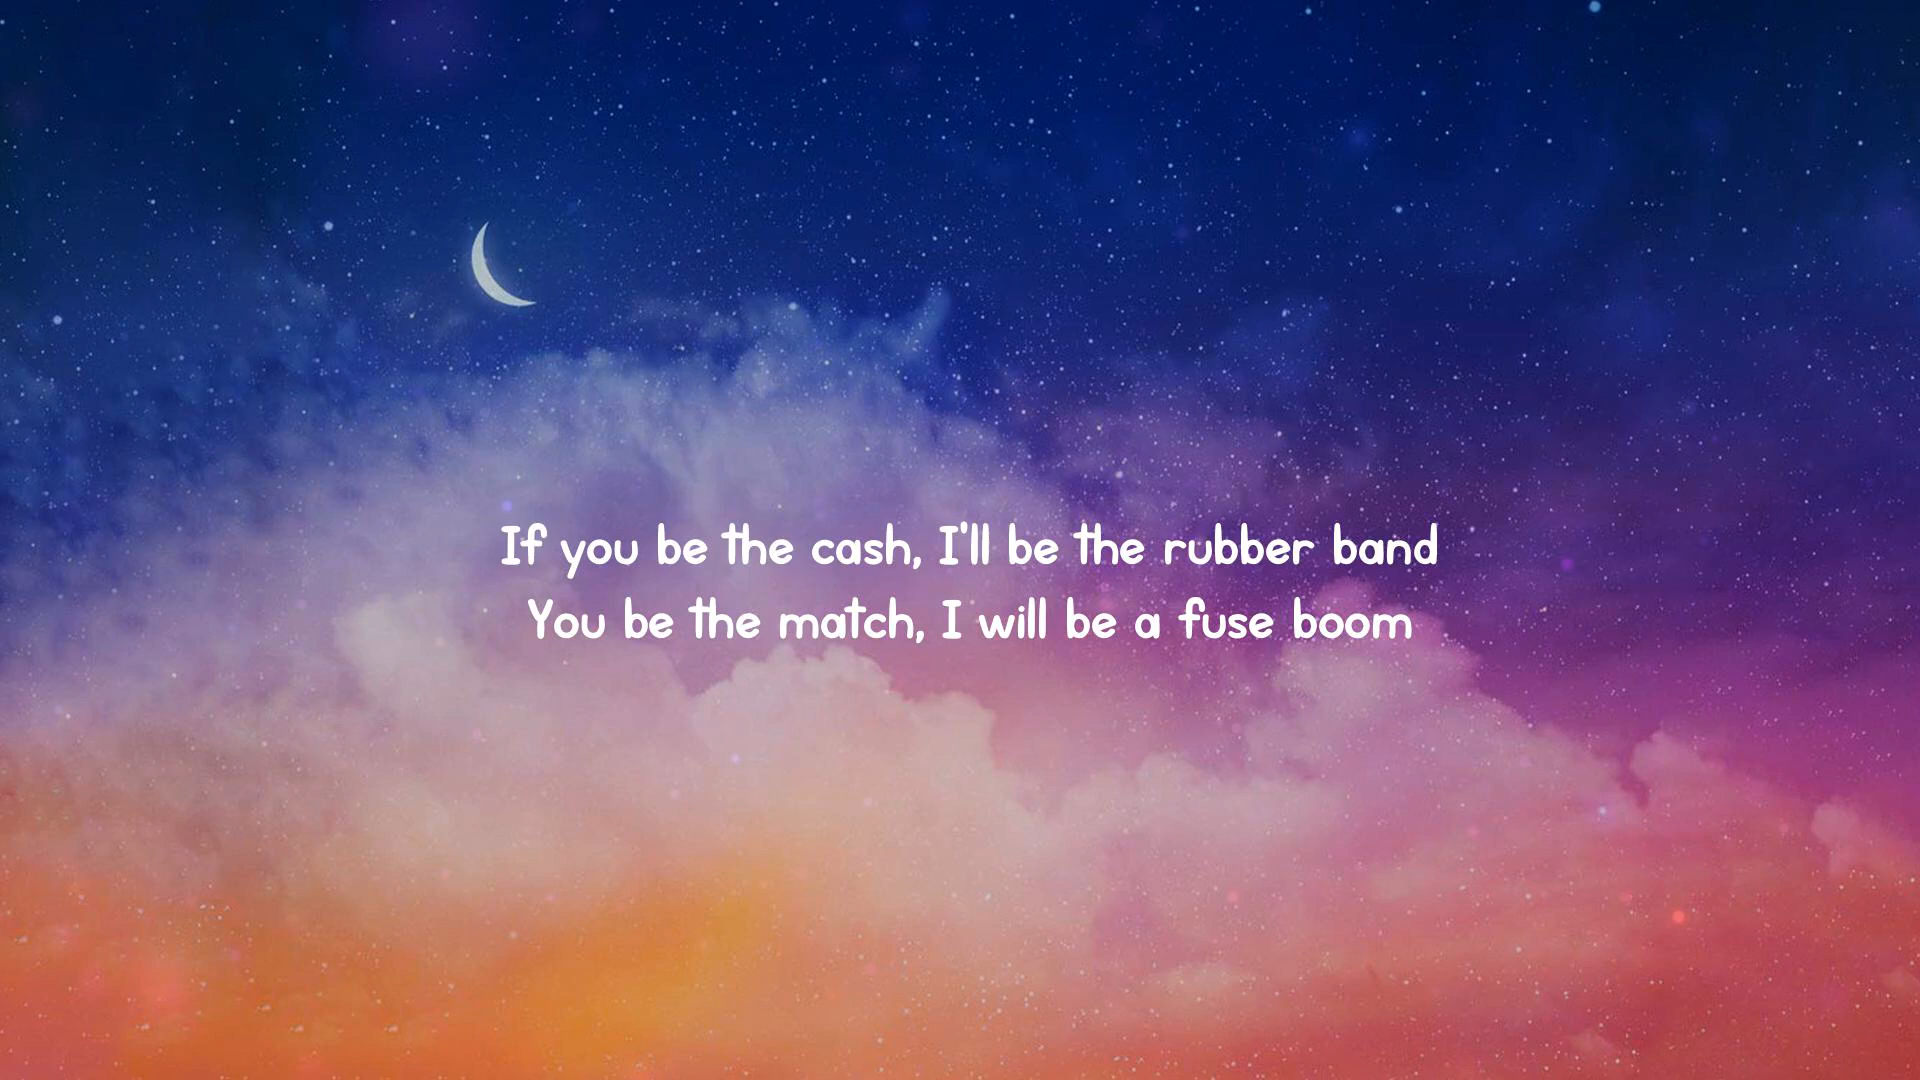 If you be the cash, I'll be the rubber band
You be the match, I will be a fuse boom